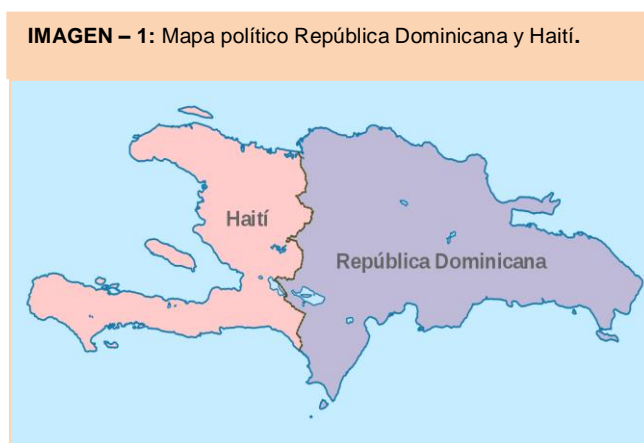 IMAGEN – 1: Mapa político República Dominicana y Haití.
Haití
República Dominicana